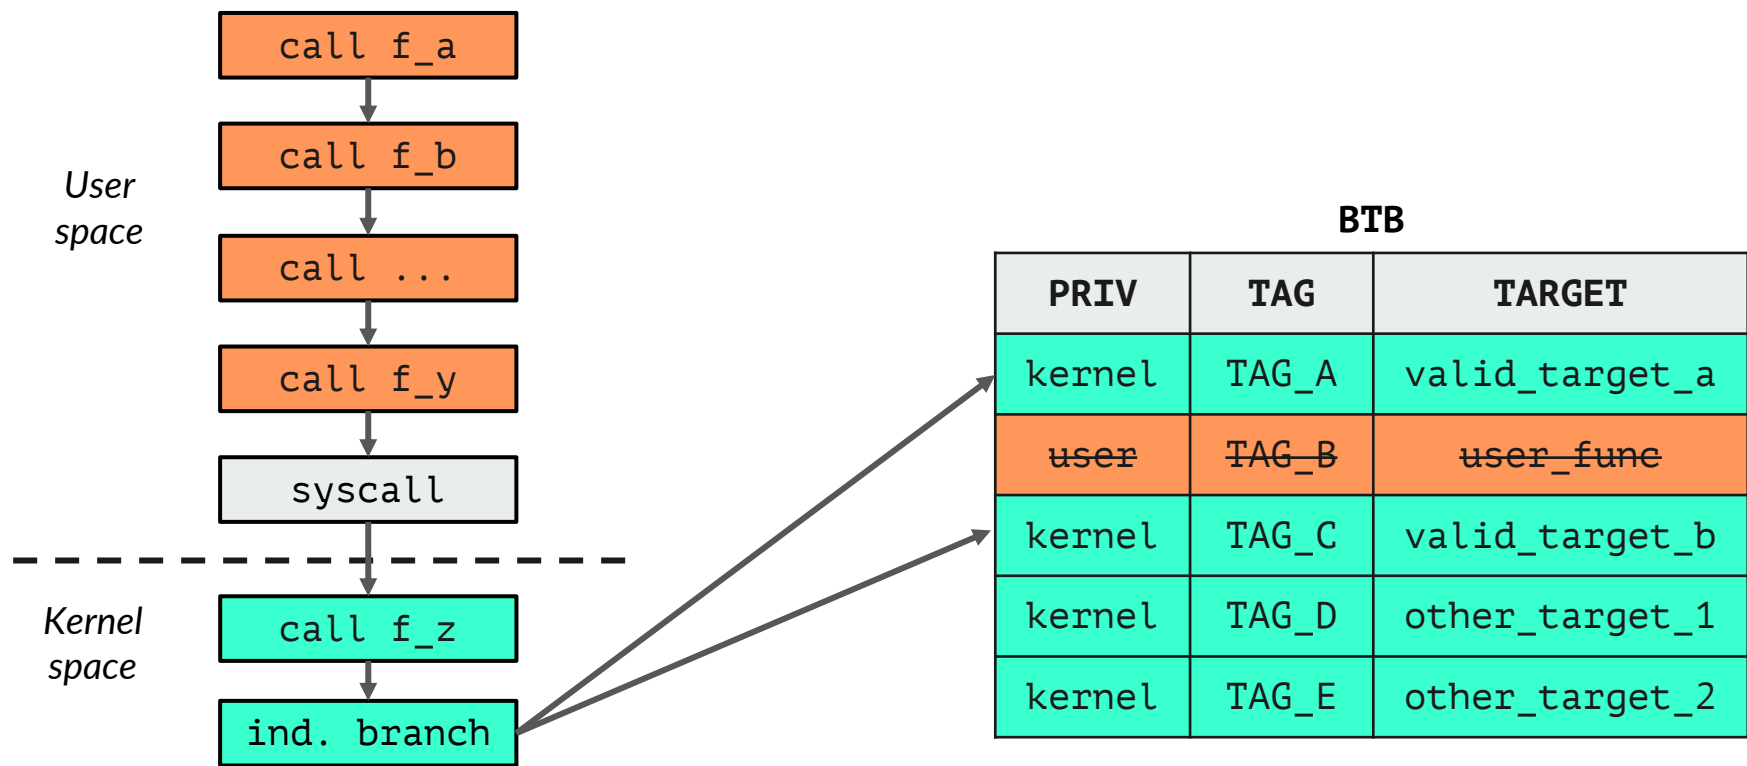 call f_a
call f_b
User
space
call ...
call f_y
syscall
Kernel
space
call f_z
ind. branch
BTB
PRIV TAG TARGET
kernel TAG_A valid_target_a
user TAG_B user_func
kernel TAG_C valid_target_b
kernel TAG_D other_target_1
kernel TAG_E other_target_2